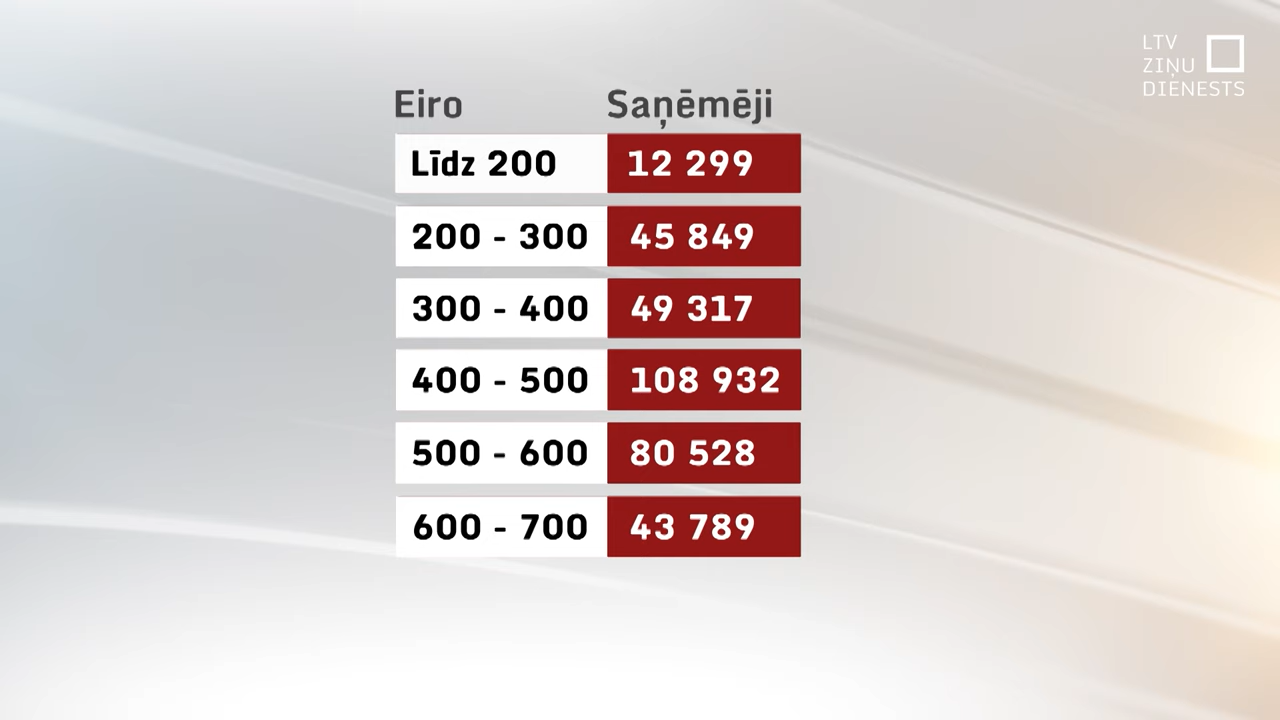 LTV
ZIŅU
DIENESTS
Eiro Saņēmēji
Līdz 200 12 299
200 - 300 45 849
300 - 400 49 317
400 - 500 108 932
500 - 600 80 528
600 - 700 43 789